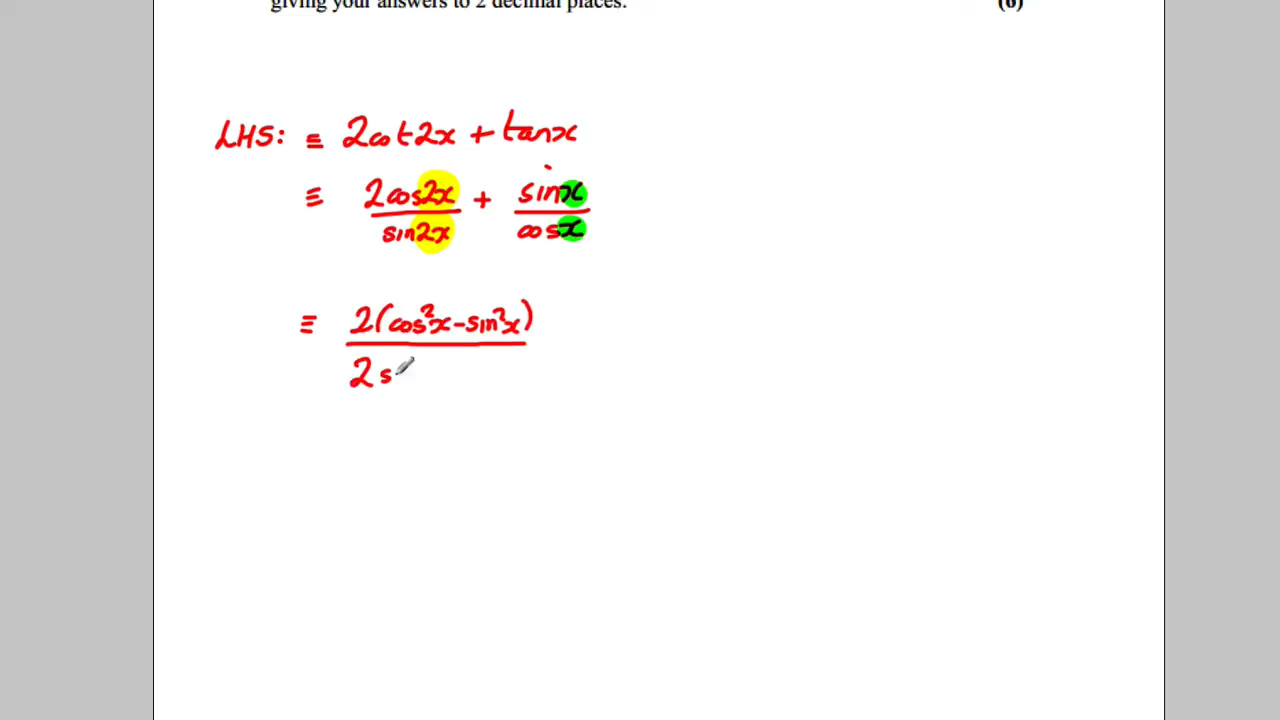 giving your answers to 2 decimal places. (6)
LHS: ≡ 2cot2x + tanx
≡ 2cos2x/sin2x + sinx/cosx
≡ 2(cos²x-sin²x)
2s